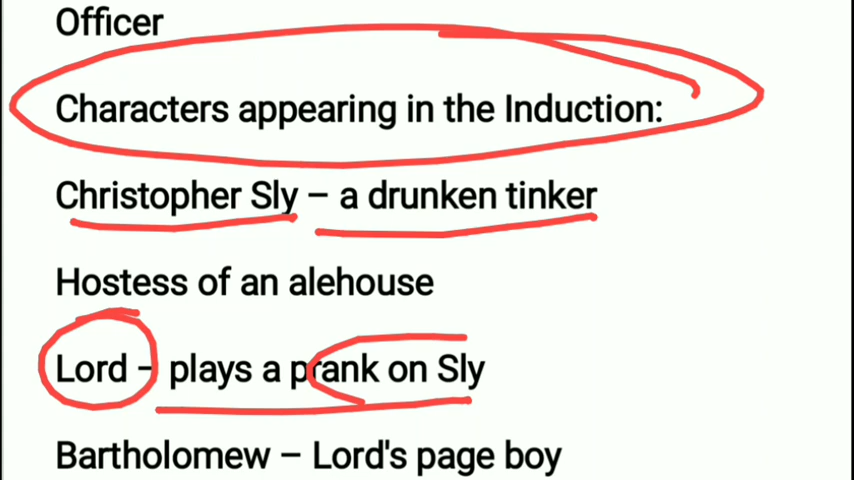 Officer
Characters appearing in the Induction:
Christopher Sly – a drunken tinker
Hostess of an alehouse
Lord – plays a prank on Sly
Bartholomew – Lord's page boy